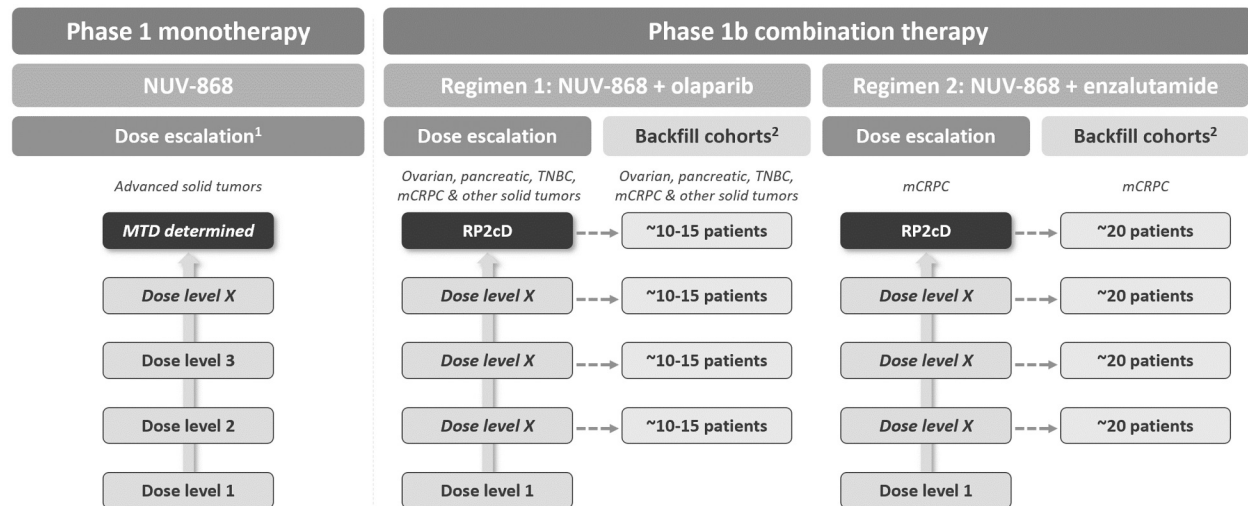 Phase 1 monotherapy
Phase 1b combination therapy
NUV-868
Regimen 1: NUV-868 + olaparib
Regimen 2: NUV-868 + enzalutamide
Dose escalation1
Dose escalation
Backfill cohorts2
Dose escalation
Backfill cohorts2
Advanced solid tumors
Ovarian, pancreatic, TNBC,
mCRPC & other solid tumors
Ovarian, pancreatic, TNBC,
mCRPC & other solid tumors
mCRPC
mCRPC
MTD determined
RP2cD
~10-15 patients
RP2cD
~20 patients
Dose level X
Dose level X
~10-15 patients
Dose level X
~20 patients
Dose level 3
Dose level X
~10-15 patients
Dose level X
~20 patients
Dose level 2
Dose level X
~10-15 patients
Dose level X
~20 patients
Dose level 1
Dose level 1
Dose level 1